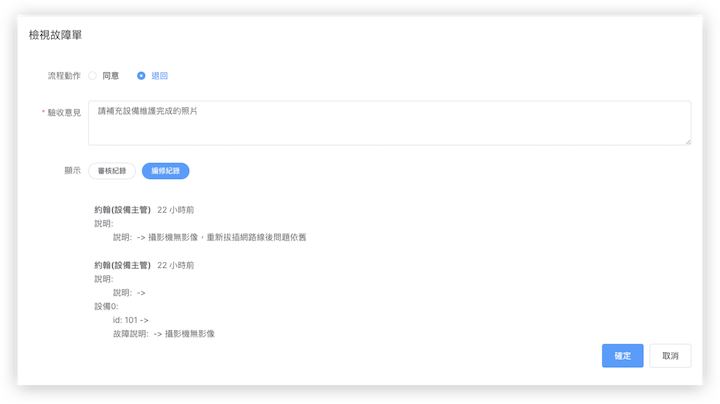 檢視故障單
流程動作 同意 退回
* 驗收意見 請補充設備維護完成的照片
顯示 審核紀錄 編修紀錄
約翰(設備主管) 22 小時前
說明:
說明: -> 攝影機無影像,重新拔插網路線後問題依舊
約翰(設備主管) 22 小時前
說明:
說明: ->
設備0:
id: 101 ->
故障說明: -> 攝影機無影像
確定 取消